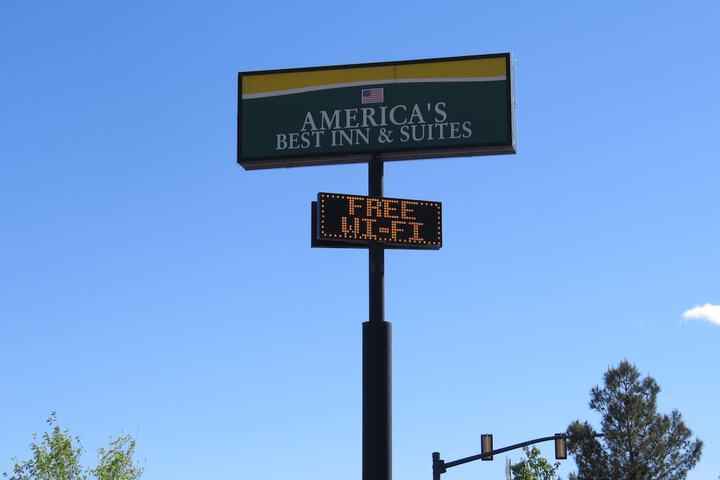 AMERICA'S
BEST INN & SUITES
FREE
WI-FI